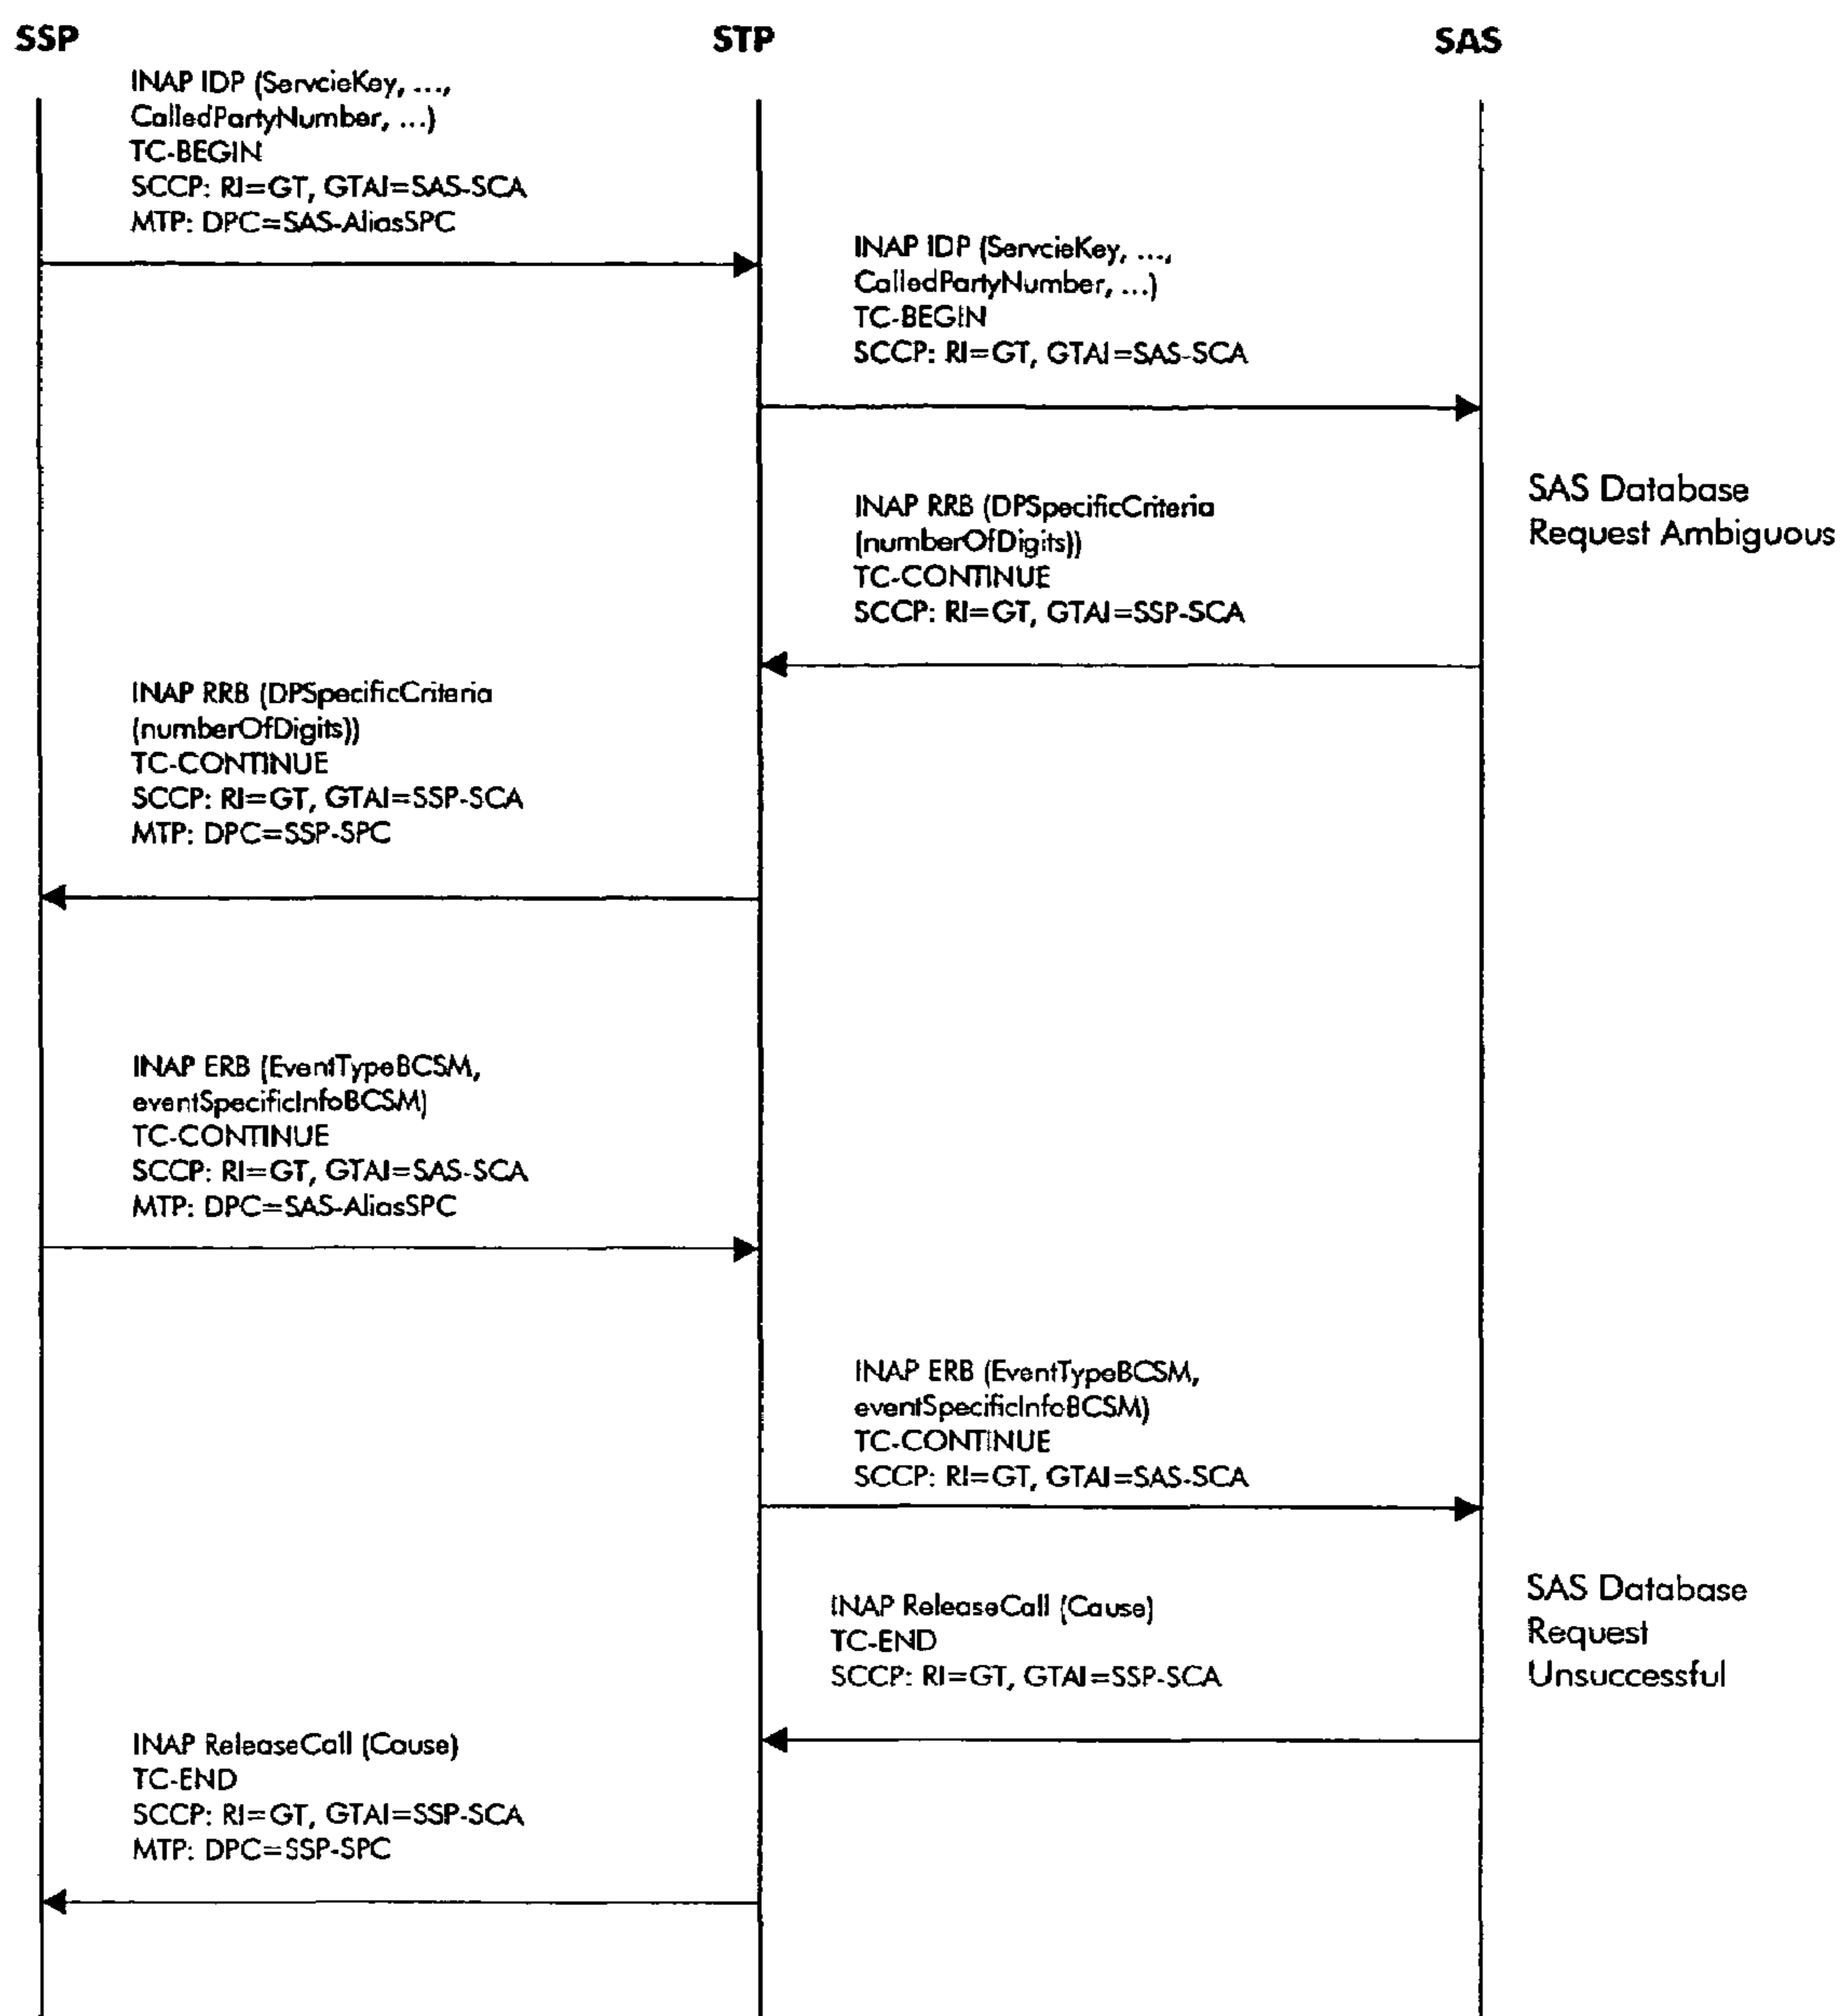 SSP
STP
SAS
INAP IDP (ServcieKey, ...,
CalledPartyNumber, ...)
TC-BEGIN
SCCP: RI=GT, GTAI=SAS-SCA
MTP: DPC=SAS-AliasSPC
INAP IDP (ServcieKey, ...,
CalledPartyNumber, ...)
TC-BEGIN
SCCP: RI=GT, GTAI=SAS-SCA
SAS Database
Request Ambiguous
INAP RRB (DPSpecificCriteria
(numberOfDigits))
TC-CONTINUE
SCCP: RI=GT, GTAI=SSP-SCA
INAP RRB (DPSpecificCriteria
(numberOfDigits))
TC-CONTINUE
SCCP: RI=GT, GTAI=SSP-SCA
MTP: DPC=SSP-SPC
INAP ERB (EventTypeBCSM,
eventSpecificInfoBCSM)
TC-CONTINUE
SCCP: RI=GT, GTAI=SAS-SCA
MTP: DPC=SAS-AliasSPC
INAP ERB (EventTypeBCSM,
eventSpecificInfoBCSM)
TC-CONTINUE
SCCP: RI=GT, GTAI=SAS-SCA
SAS Database
Request
Unsuccessful
INAP ReleaseCall (Cause)
TC-END
SCCP: RI=GT, GTAI=SSP-SCA
INAP ReleaseCall (Cause)
TC-END
SCCP: RI=GT, GTAI=SSP-SCA
MTP: DPC=SSP-SPC